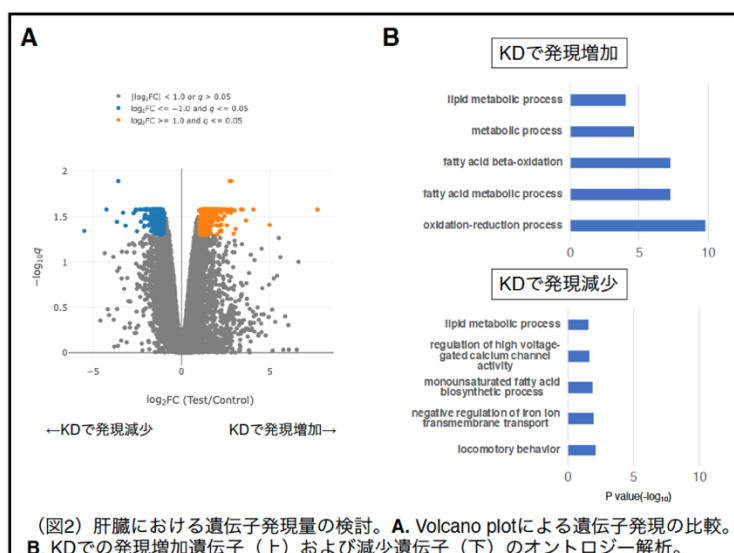 A
|log₂FC| < 1.0 or q > 0.05
log₂FC <= −1.0 and q <= 0.05
log₂FC >= 1.0 and q <= 0.05
−log₁₀q
2
1.5
1
0.5
0
−5
0
5
log₂FC (Test/Control)
←KDで発現減少
KDで発現増加→
B
KDで発現増加
lipid metabolic process
metabolic process
fatty acid beta-oxidation
fatty acid metabolic process
oxidation-reduction process
0
5
10
KDで発現減少
lipid metabolic process
regulation of high voltage-
gated calcium channel
activity
monounsaturated fatty acid
biosynthetic process
negative regulation of iron ion
transmembrane transport
locomotory behavior
0
5
10
P value(-log₁₀)
（図2）肝臓における遺伝子発現量の検討。A. Volcano plotによる遺伝子発現の比較。
B. KDでの発現増加遺伝子（上）および減少遺伝子（下）のオントロジー解析。